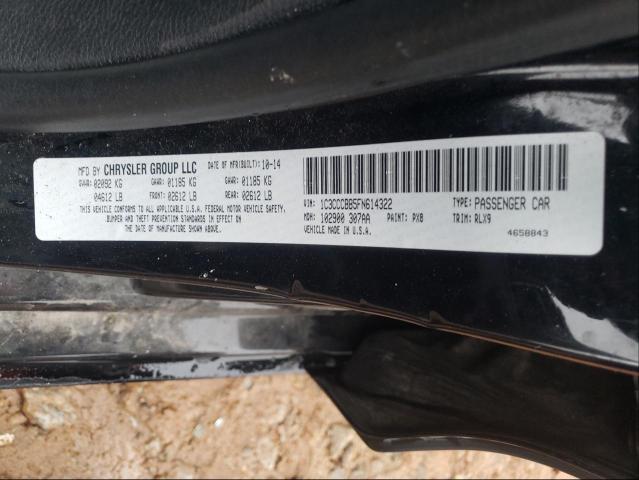 MFD BY CHRYSLER GROUP LLC DATE OF MFR(BUILT): 10-14
GVWR: 02092 KG GAWR: 01185 KG GAWR: 01185 KG
04612 LB FRONT: 02612 LB REAR: 02612 LB
THIS VEHICLE CONFORMS TO ALL APPLICABLE U.S.A. FEDERAL MOTOR VEHICLE SAFETY,
BUMPER AND THEFT PREVENTION STANDARDS IN EFFECT ON
THE DATE OF MANUFACTURE SHOWN ABOVE.
VIN: 1C3CCCBB5FN614322 TYPE: PASSENGER CAR
MDH: 102900 307AA PAINT: PX8 TRIM: RLX9
VEHICLE MADE IN U.S.A. 4658843